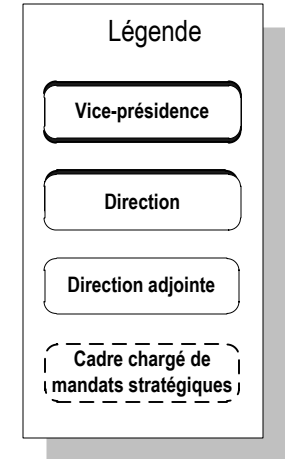 Légende
Vice-présidence
Direction
Direction adjointe
Cadre chargé de
mandats stratégiques